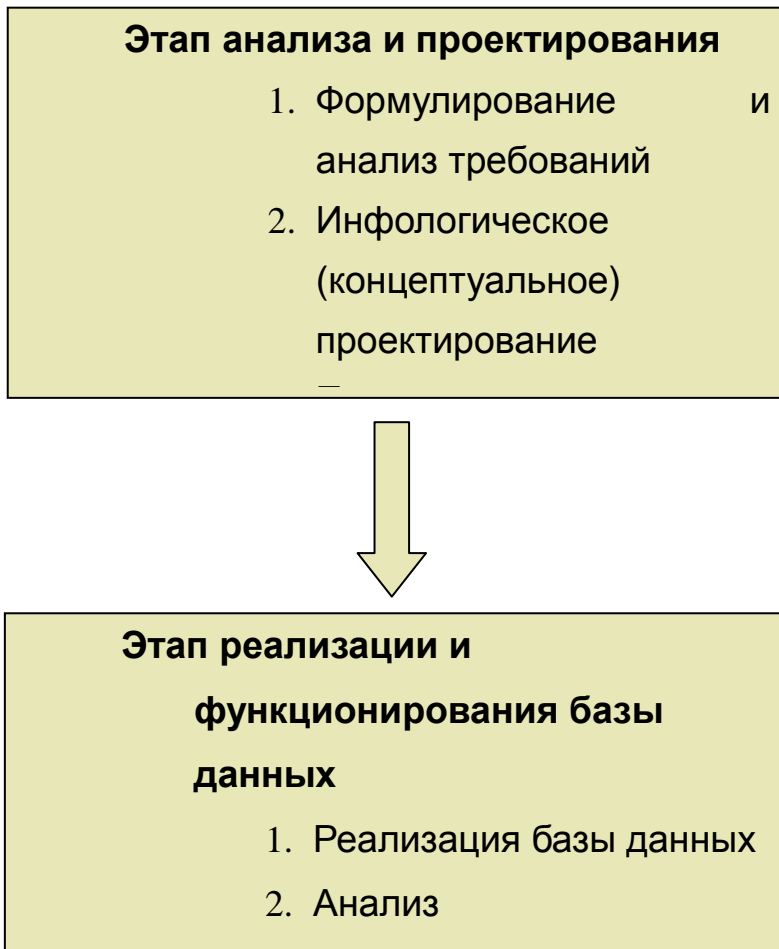 Этап анализа и проектирования
1. Формулирование и
анализ требований
2. Инфологическое
(концептуальное)
проектирование
Этап реализации и
функционирования базы
данных
1. Реализация базы данных
2. Анализ